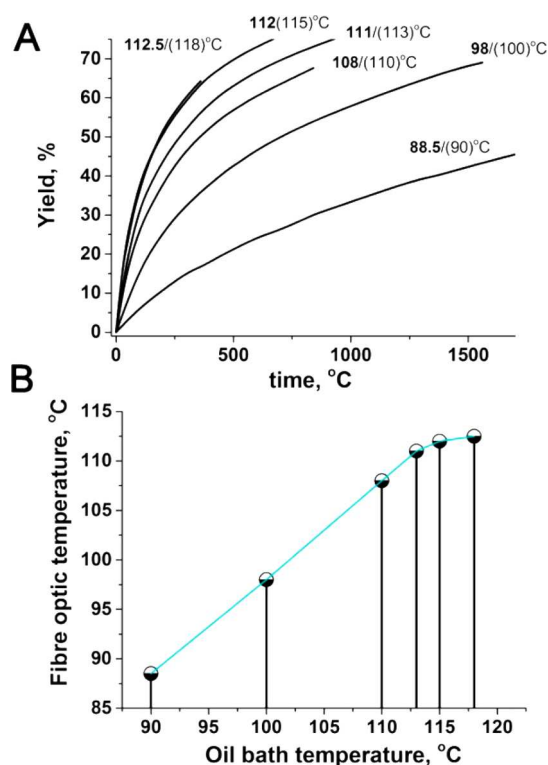 A
112.5/(118)°C
112(115)°C
111/(113)°C
108/(110)°C
98/(100)°C
88.5/(90)°C
Yield, %
70
60
50
40
30
20
10
0
0 500 1000 1500
time, °C
B
Fibre optic temperature, °C
115
110
105
100
95
90
85
90 95 100 105 110 115 120
Oil bath temperature, °C